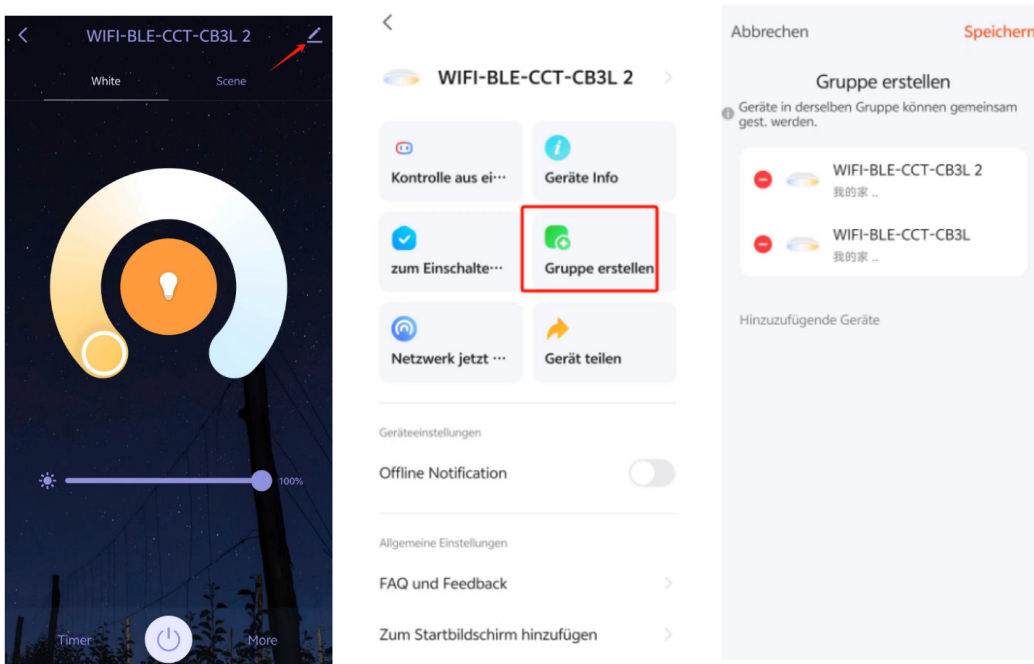 WIFI-BLE-CCT-CB3L 2
White
Scene
100%
Timer
More
WIFI-BLE-CCT-CB3L 2
Kontrolle aus ei···
Geräte Info
zum Einschalte···
Gruppe erstellen
Netzwerk jetzt ···
Gerät teilen
Geräteeinstellungen
Offline Notification
Allgemeine Einstellungen
FAQ und Feedback
Zum Startbildschirm hinzufügen
Abbrechen
Speichern
Gruppe erstellen
Geräte in derselben Gruppe können gemeinsam
gest. werden.
WIFI-BLE-CCT-CB3L 2
我的家 ..
WIFI-BLE-CCT-CB3L
我的家 ..
Hinzuzufügende Geräte